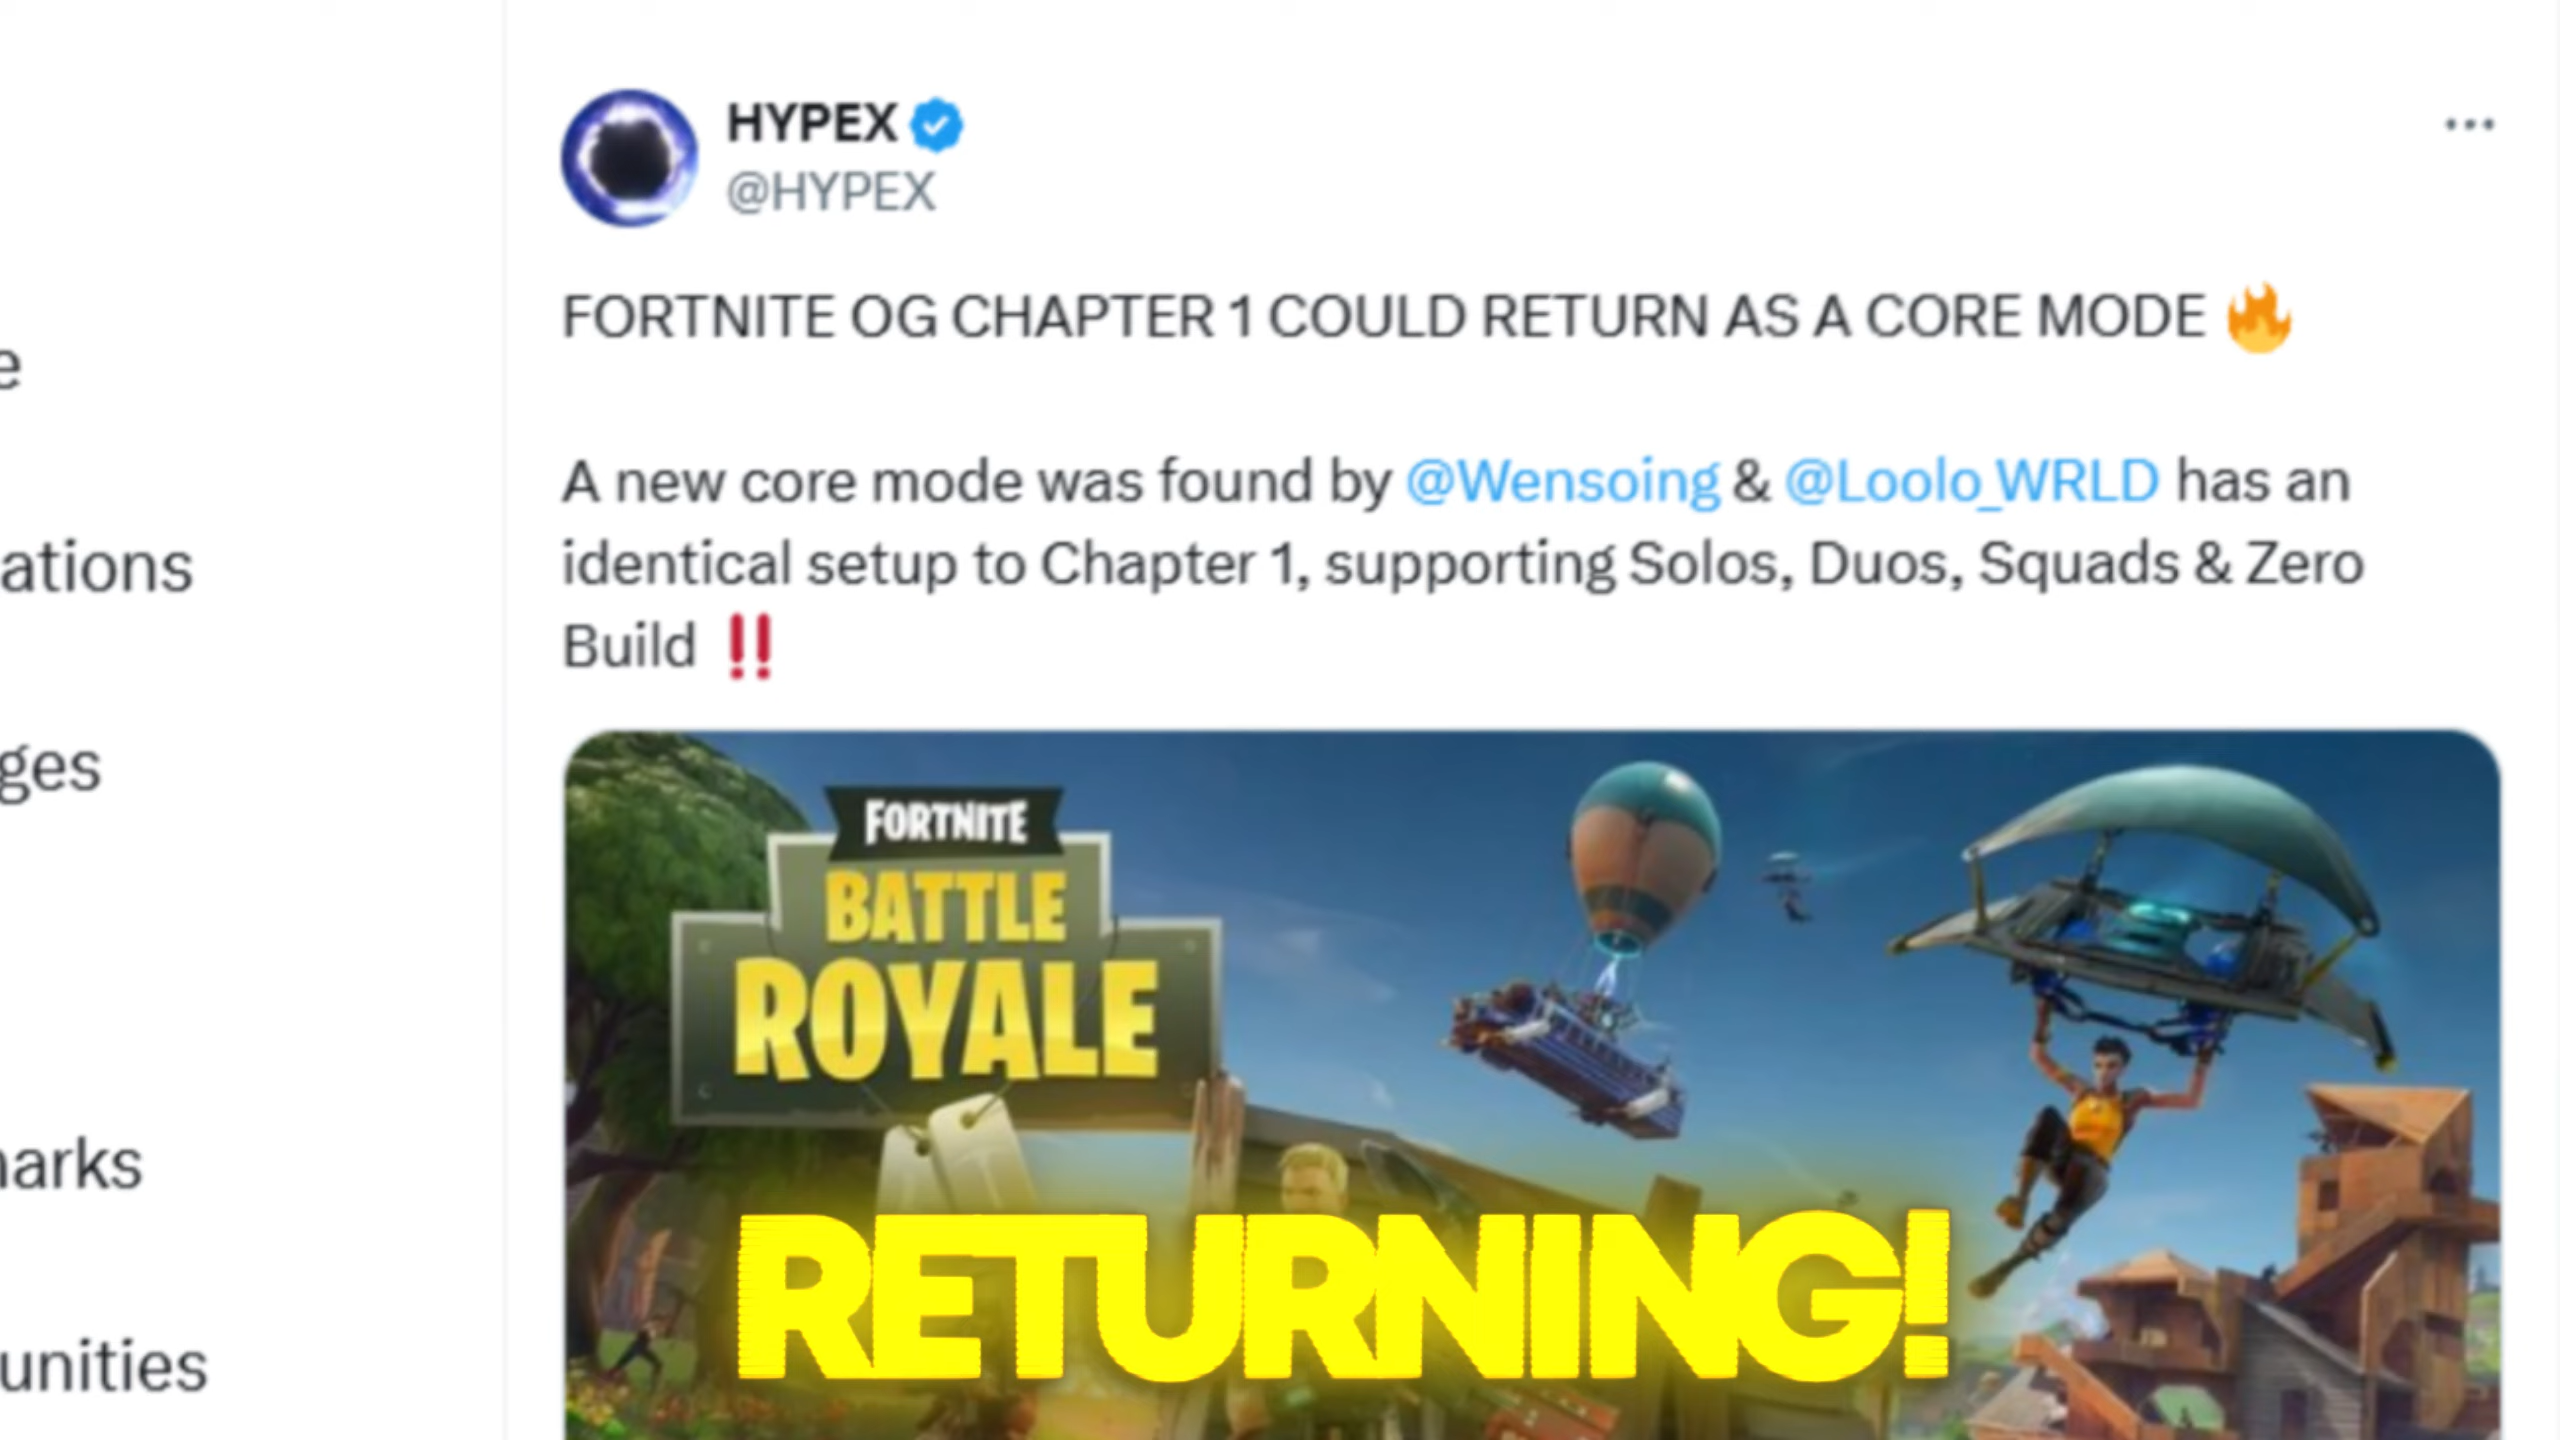 HYPEX
@HYPEX
FORTNITE OG CHAPTER 1 COULD RETURN AS A CORE MODE 🔥
A new core mode was found by @Wensoing & @Loolo_WRLD has an
identical setup to Chapter 1, supporting Solos, Duos, Squads & Zero
Build ‼️
e
ations
ges
arks
unities
FORTNITE
BATTLE
ROYALE
RETURNING!